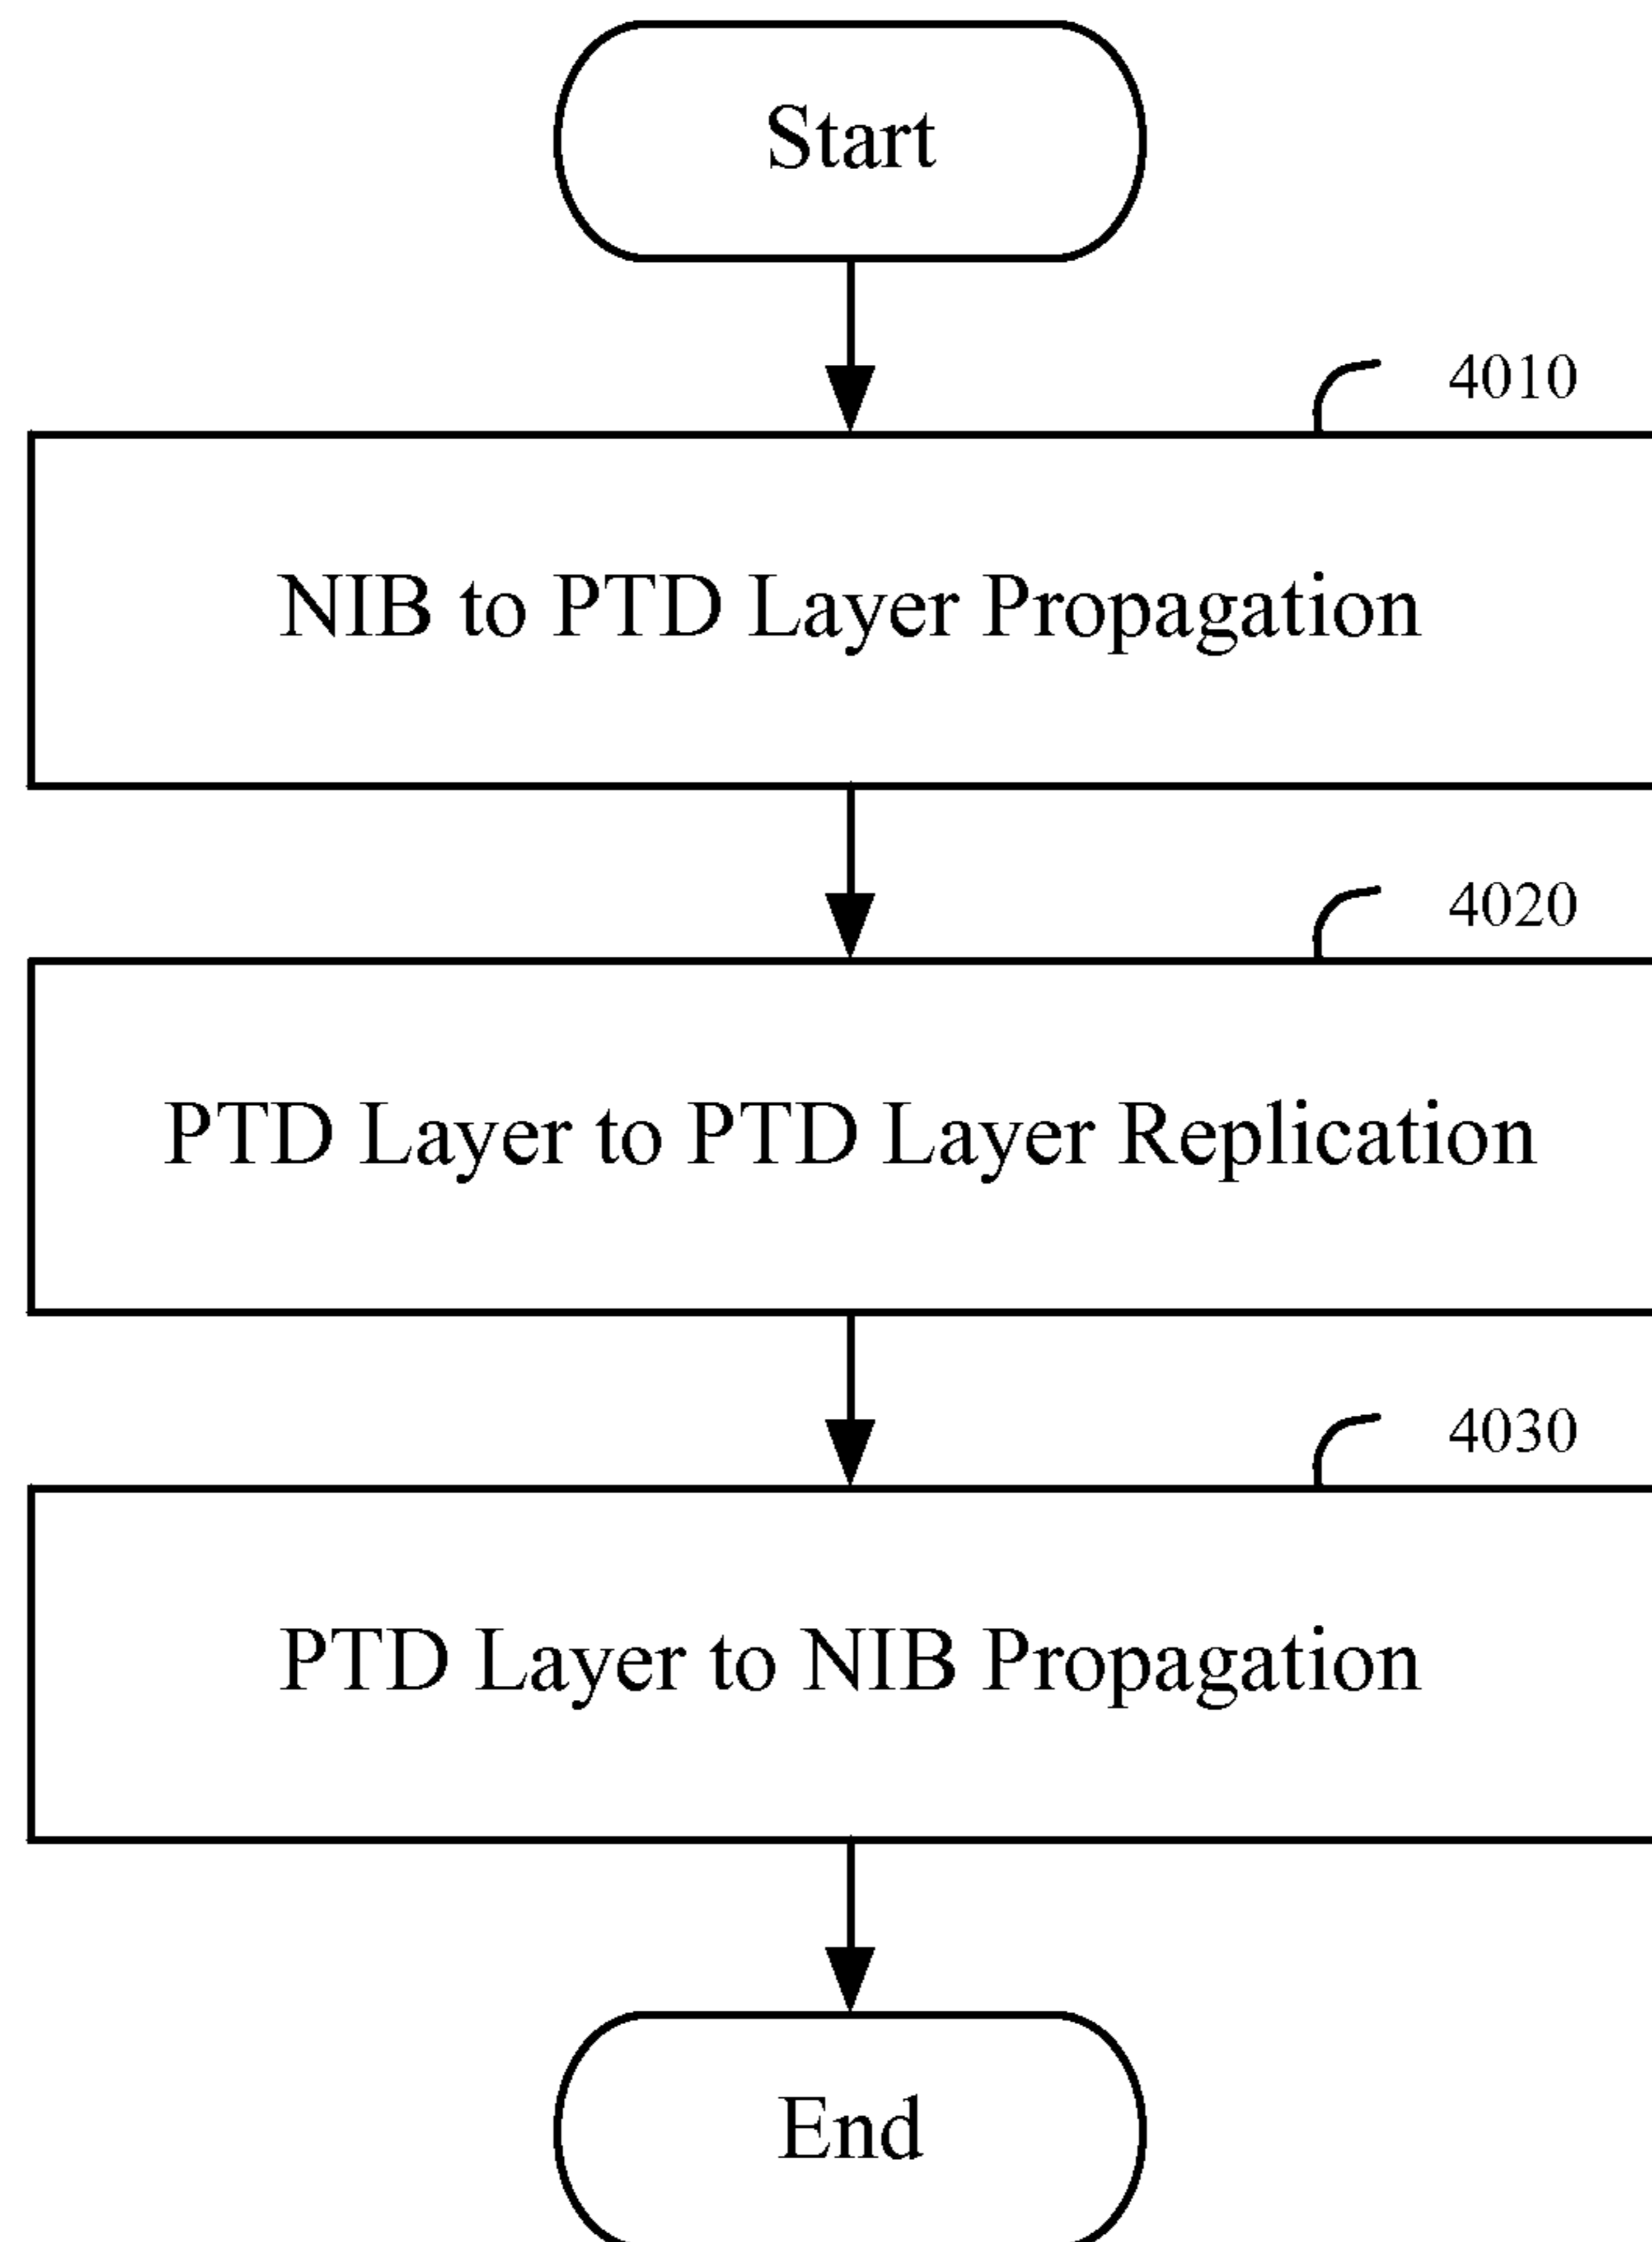 Start
4010
NIB to PTD Layer Propagation
4020
PTD Layer to PTD Layer Replication
4030
PTD Layer to NIB Propagation
End